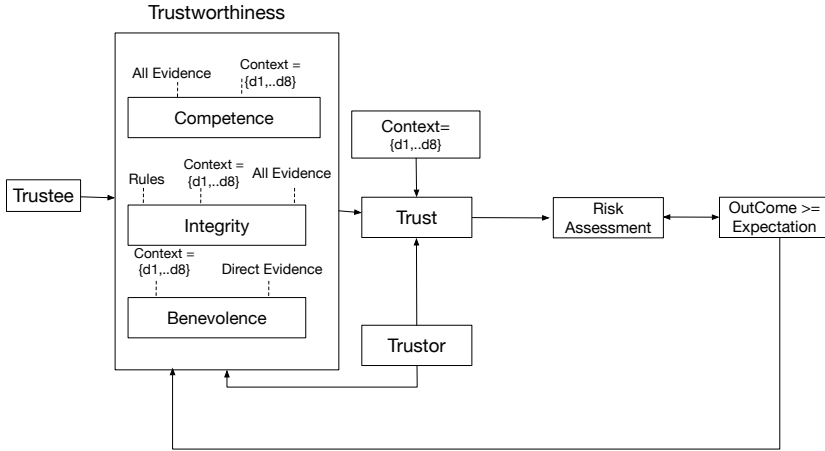 Trustworthiness
All Evidence
Context =
{d1,..d8}
Competence
Rules
Context =
{d1,..d8}
All Evidence
Integrity
Context =
{d1,..d8}
Direct Evidence
Benevolence
Trustee
Context=
{d1,..d8}
Trust
Trustor
Risk
Assessment
OutCome >=
Expectation